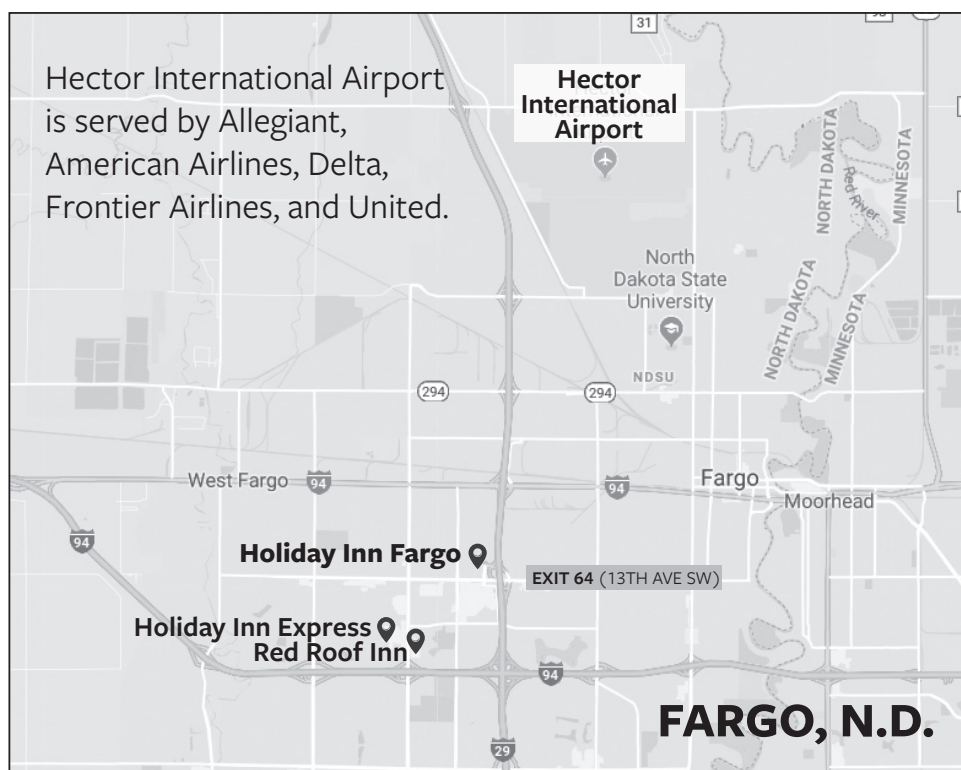 31
Hector International Airport
is served by Allegiant,
American Airlines, Delta,
Frontier Airlines, and United.
Hector
International
Airport
NORTH DAKOTA
Red River
MINNESOTA
North
Dakota State
University
NORTH DAKOTA
MINNESOTA
NDSU
294
294
West Fargo
94
94
Fargo
Moorhead
94
Holiday Inn Fargo
EXIT 64 (13TH AVE SW)
Holiday Inn Express
Red Roof Inn
94
FARGO, N.D.
29